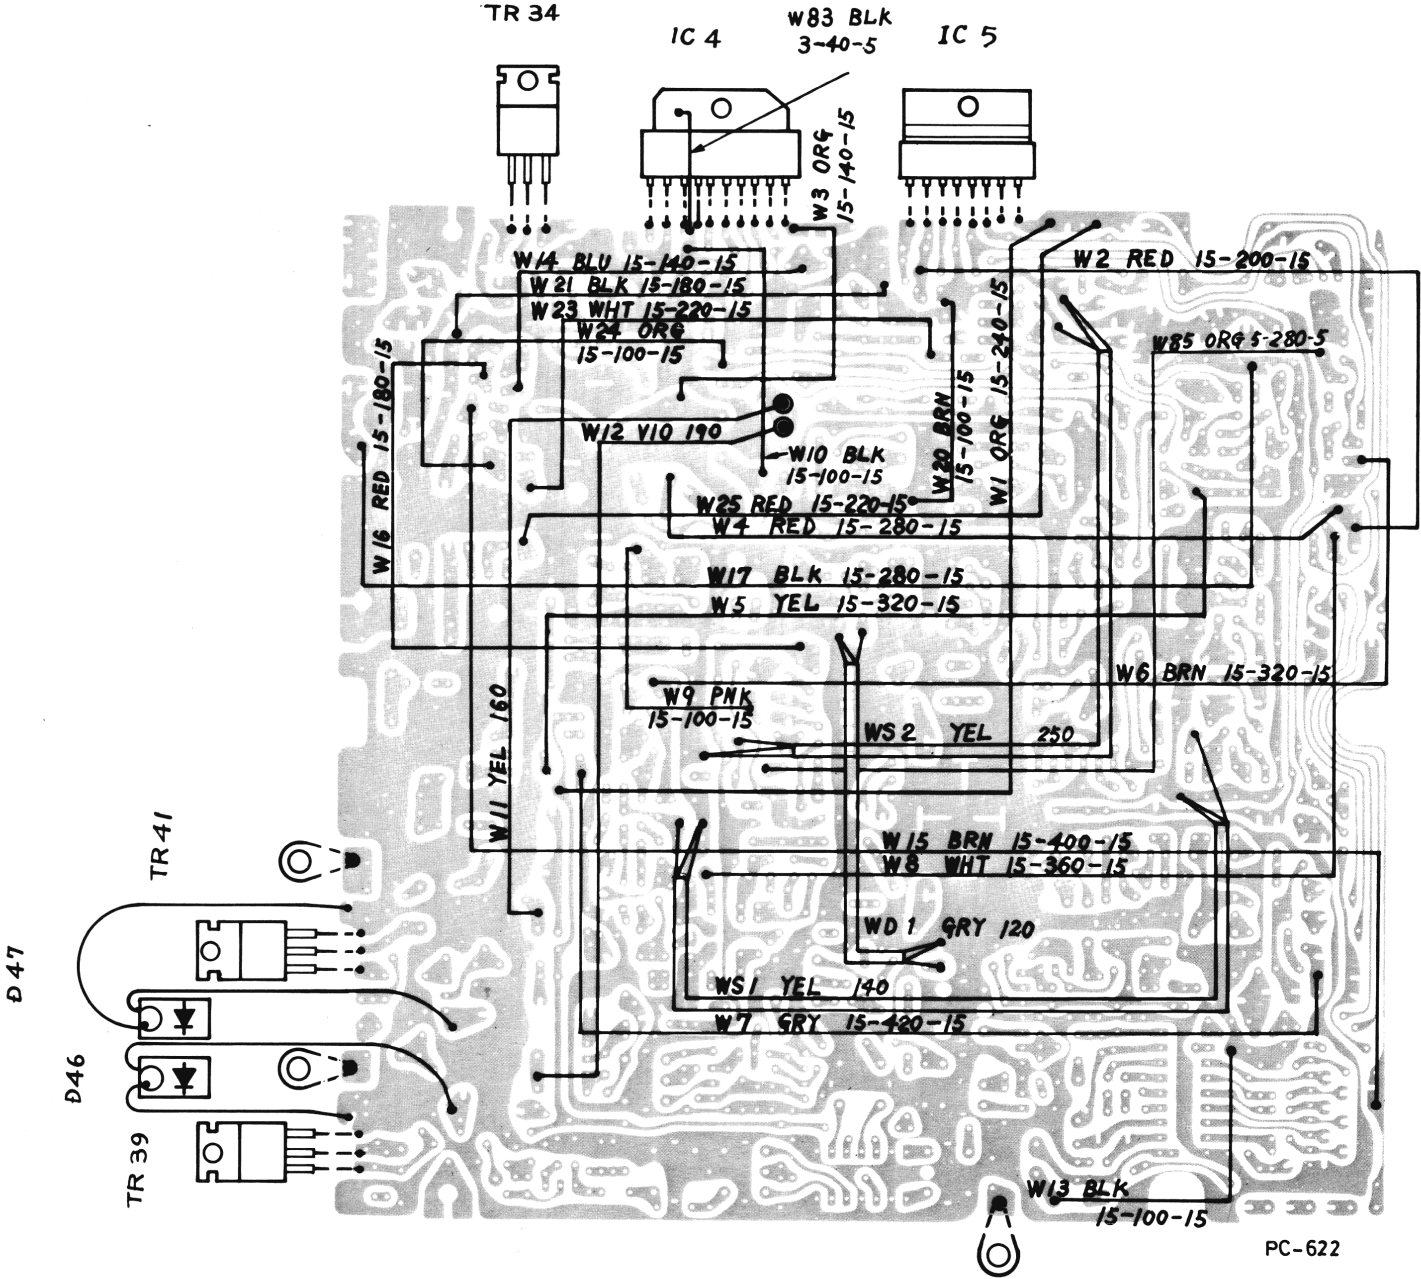 TR 34
IC 4
W83 BLK
3-40-5
IC 5
W3 ORG
15-140-15
W14 BLU 15-140-15
W21 BLK 15-180-15
W23 WHT 15-220-15
W24 ORG
15-100-15
W2 RED 15-200-15
W85 ORG 5-280-5
W16 RED 15-180-15
W12 VIO 190
W10 BLK
15-100-15
W20 BRN
15-100-15
W1 ORG 15-240-15
W25 RED 15-220-15
W4 RED 15-280-15
W17 BLK 15-280-15
W5 YEL 15-320-15
W6 BRN 15-320-15
W9 PNK
15-100-15
W11 YEL 160
WS2 YEL 250
W15 BRN 15-400-15
W8 WHT 15-360-15
TR41
WD1 GRY 120
D47
WS1 YEL 140
W7 GRY 15-420-15
D46
TR 39
W13 BLK
15-100-15
PC-622